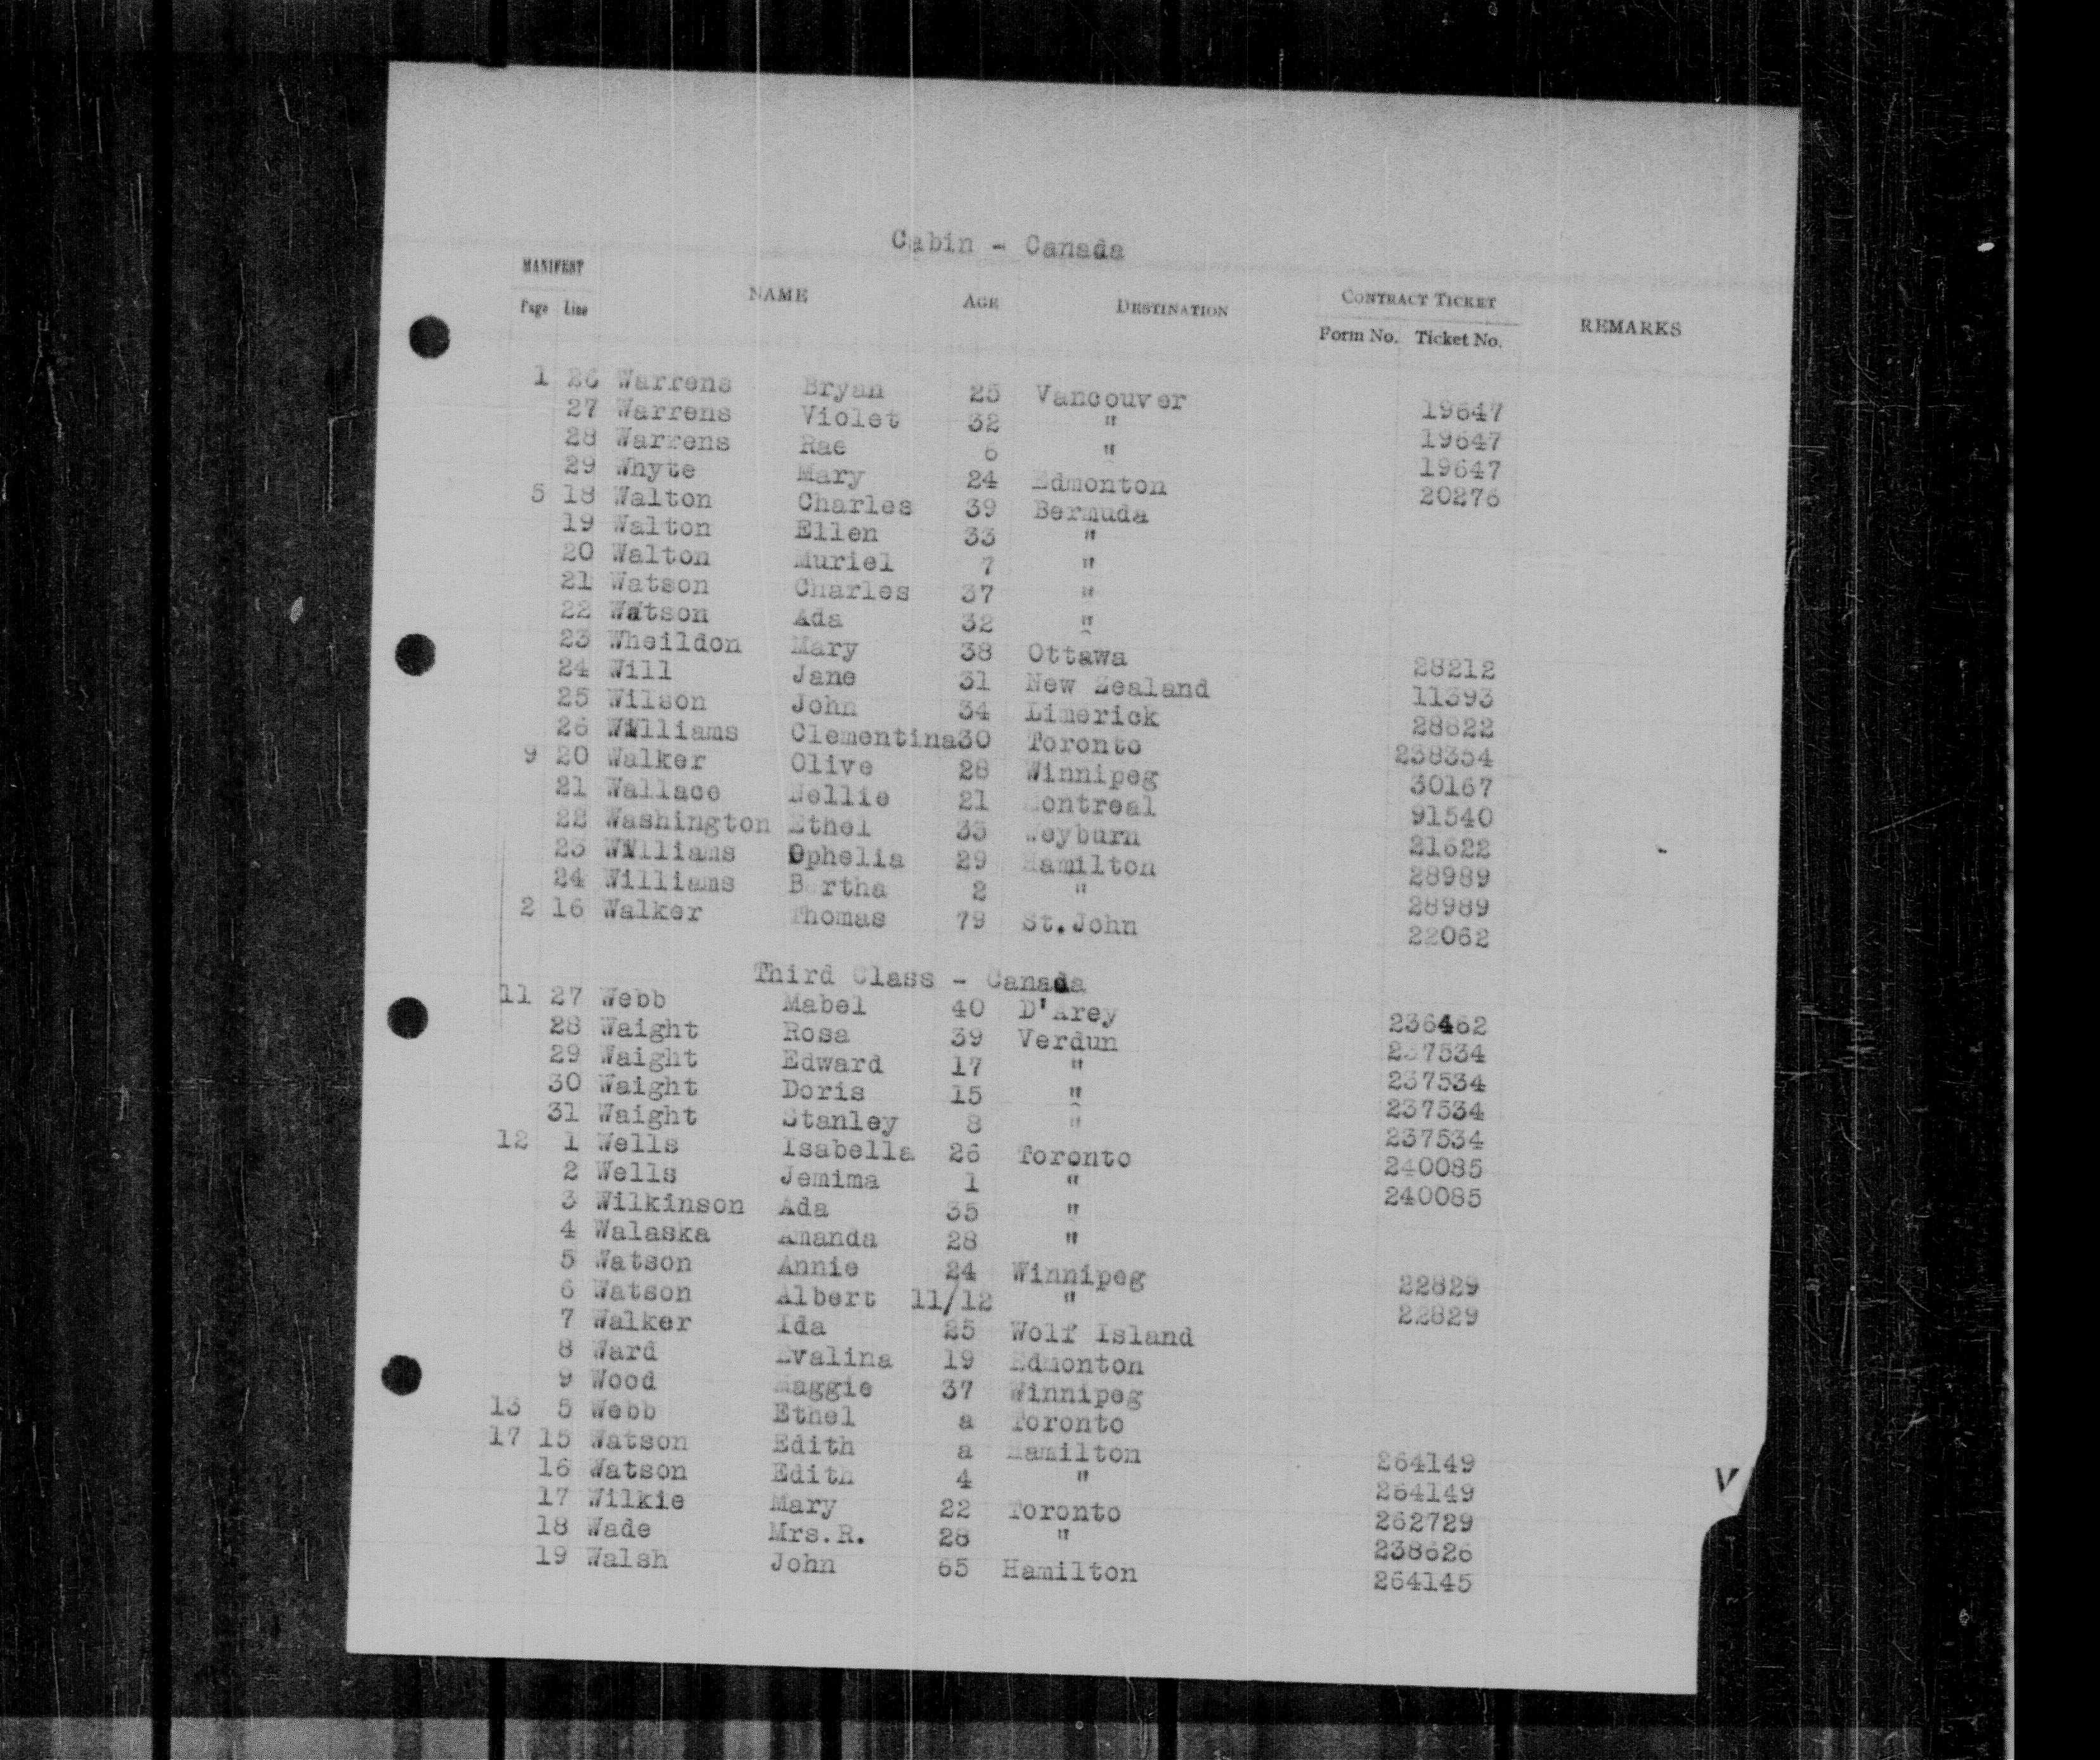 Cabin - Canada
MANIFEST NAME AGE DESTINATION CONTRACT TICKET REMARKS
Page Line Form No. Ticket No.
1 26 Warrens Bryan 25 Vancouver 19647
27 Warrens Violet 32 " 19647
28 Warrens Rae 6 " 19647
29 Whyte Mary 24 Edmonton 20276
5 18 Walton Charles 39 Bermuda
19 Walton Ellen 33 "
20 Walton Muriel 7 "
21 Watson Charles 37 "
22 Watson Ada 32 "
23 Wheildon Mary 38 Ottawa 28212
24 Will Jane 31 New Zealand 11393
25 Wilson John 34 Limerick 28622
26 Williams Clementina 30 Toronto 238354
9 20 Walker Olive 28 Winnipeg 30167
21 Wallace Nellie 21 Montreal 91540
22 Washington Ethel 33 Weyburn 21622
23 Williams Ophelia 29 Hamilton 28989
24 Williams Bertha 2 " 28989
2 16 Walker Thomas 79 St.John 22062
Third Class - Canada
11 27 Webb Mabel 40 D'Arey 236462
28 Waight Rosa 39 Verdun 237534
29 Waight Edward 17 " 237534
30 Waight Doris 15 " 237534
31 Waight Stanley 8 " 237534
12 1 Wells Isabella 26 Toronto 240085
2 Wells Jemima 1 " 240085
3 Wilkinson Ada 35 "
4 Walaska Amanda 28 "
5 Watson Annie 24 Winnipeg 22829
6 Watson Albert 11/12 " 22829
7 Walker Ida 25 Wolf Island
8 Ward Evalina 19 Edmonton
9 Wood Maggie 37 Winnipeg
13 5 Webb Ethel a Toronto
17 15 Watson Edith a Hamilton 264149
16 Watson Edith 4 " 264149
17 Wilkie Mary 22 Toronto 262729
18 Wade Mrs.R. 28 " 238626
19 Walsh John 65 Hamilton 264145
V